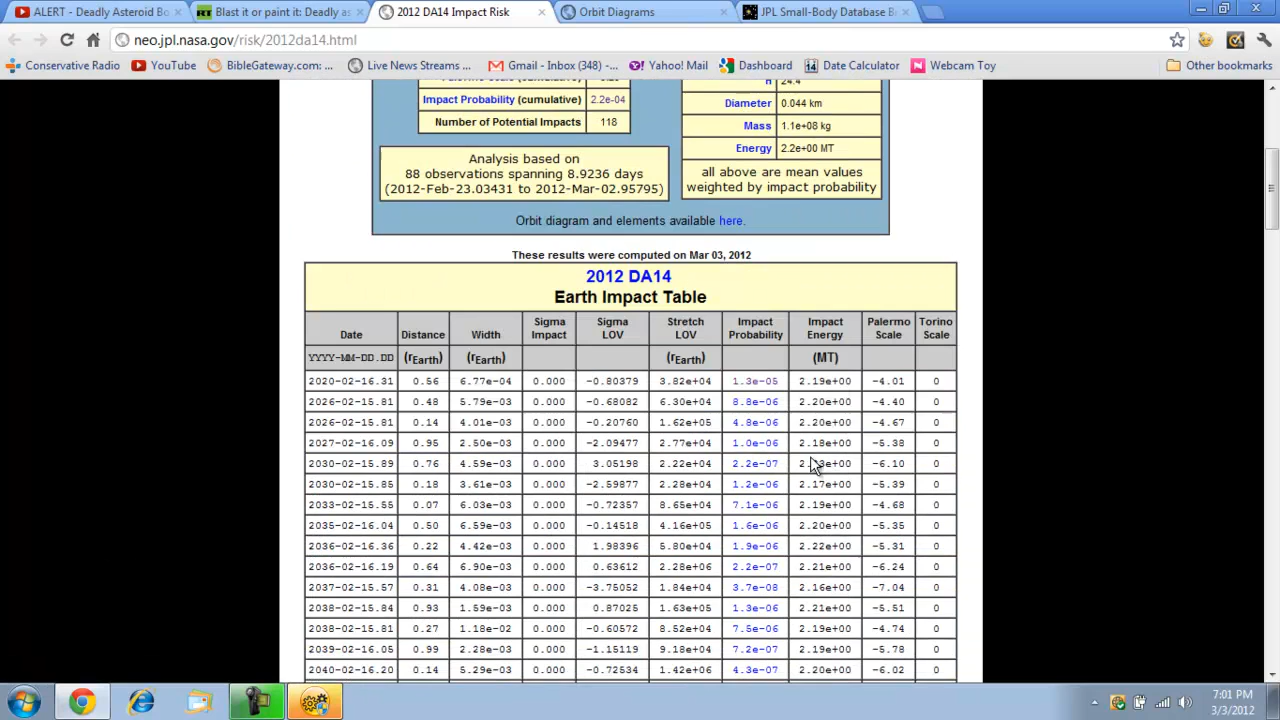 ALERT - Deadly Asteroid Bo
Blast it or paint it: Deadly as
2012 DA14 Impact Risk
Orbit Diagrams
JPL Small-Body Database B
neo.jpl.nasa.gov/risk/2012da14.html
Conservative Radio
YouTube
BibleGateway.com: ...
Live News Streams ...
Gmail - Inbox (348) -...
Yahoo! Mail
Dashboard
Date Calculator
Webcam Toy
Other bookmarks
Impact Probability (cumulative) 2.2e-04
Number of Potential Impacts 118
Analysis based on
88 observations spanning 8.9236 days
(2012-Feb-23.03431 to 2012-Mar-02.95795)
H 24.4
Diameter 0.044 km
Mass 1.1e+08 kg
Energy 2.2e+00 MT
all above are mean values
weighted by impact probability
Orbit diagram and elements available here.
These results were computed on Mar 03, 2012
2012 DA14
Earth Impact Table
Date Distance Width Sigma Impact Sigma LOV Stretch LOV Impact Probability Impact Energy Palermo Scale Torino Scale
YYYY-MM-DD.DD (rEarth) (rEarth) (rEarth) (MT)
2020-02-16.31 0.56 6.77e-04 0.000 -0.80379 3.82e+04 1.3e-05 2.19e+00 -4.01 0
2026-02-15.81 0.48 5.79e-03 0.000 -0.68082 6.30e+04 8.8e-06 2.20e+00 -4.40 0
2026-02-15.81 0.14 4.01e-03 0.000 -0.20760 1.62e+05 4.8e-06 2.20e+00 -4.67 0
2027-02-16.09 0.95 2.50e-03 0.000 -2.09477 2.77e+04 1.0e-06 2.18e+00 -5.38 0
2030-02-15.89 0.76 4.59e-03 0.000 3.05198 2.22e+04 2.2e-07 -6.10 0
2030-02-15.85 0.18 3.61e-03 0.000 -2.59877 2.28e+04 1.2e-06 2.17e+00 -5.39 0
2033-02-15.55 0.07 6.03e-03 0.000 -0.72357 8.65e+04 7.1e-06 2.19e+00 -4.68 0
2035-02-16.04 0.50 6.59e-03 0.000 -0.14518 4.16e+05 1.6e-06 2.20e+00 -5.35 0
2036-02-16.36 0.22 4.42e-03 0.000 1.98396 5.80e+04 1.9e-06 2.22e+00 -5.31 0
2036-02-16.19 0.64 6.90e-03 0.000 0.63612 2.28e+06 2.2e-07 2.21e+00 -6.24 0
2037-02-15.57 0.31 4.08e-03 0.000 -3.75052 1.84e+04 3.7e-08 2.16e+00 -7.04 0
2038-02-15.84 0.93 1.59e-03 0.000 0.87025 1.63e+05 1.3e-06 2.21e+00 -5.51 0
2038-02-15.81 0.27 1.18e-02 0.000 -0.60572 8.52e+04 7.5e-06 2.19e+00 -4.74 0
2039-02-16.05 0.99 2.28e-03 0.000 -1.15119 9.18e+04 7.2e-07 2.19e+00 -5.78 0
2040-02-16.20 0.14 5.29e-03 0.000 -0.72534 1.42e+06 4.3e-07 2.20e+00 -6.02 0
7:01 PM
3/3/2012